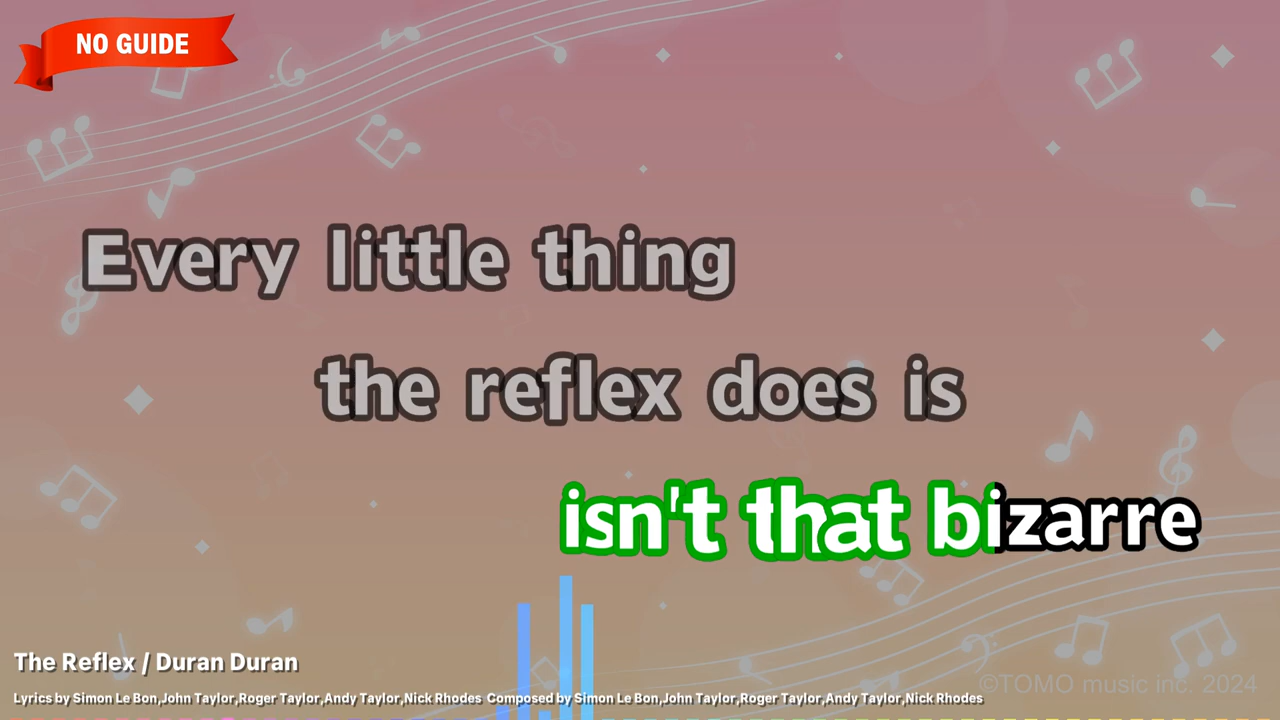 NO GUIDE
Every little thing
the reflex does is
isn't that bizarre
The Reflex / Duran Duran
Lyrics by Simon Le Bon,John Taylor,Roger Taylor,Andy Taylor,Nick Rhodes Composed by Simon Le Bon,John Taylor,Roger Taylor,Andy Taylor,Nick Rhodes
©TOMO music inc. 2024